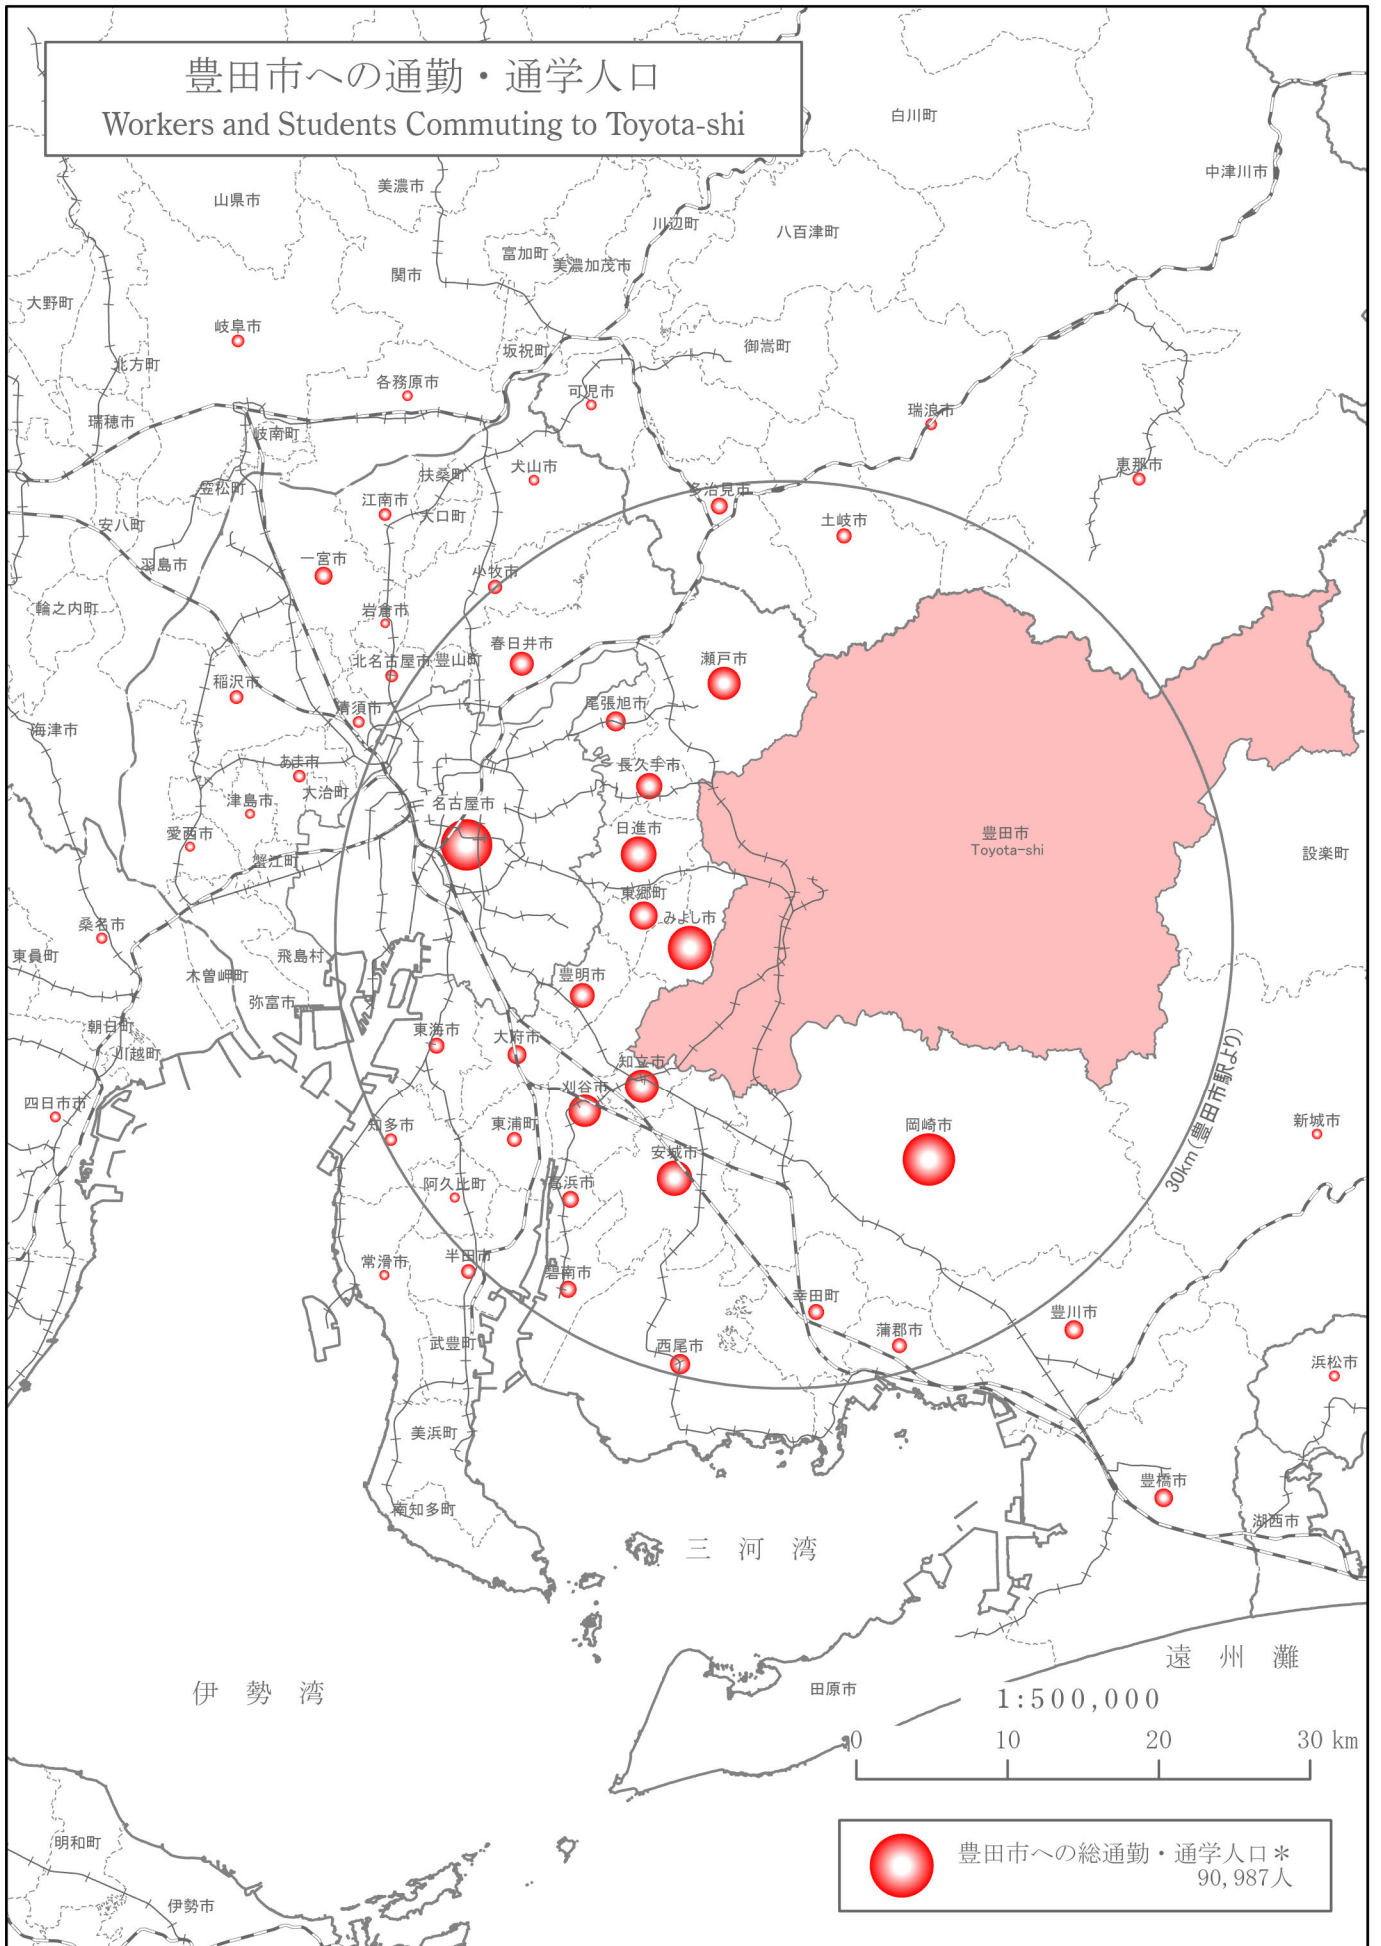 豊田市への通勤・通学人口
Workers and Students Commuting to Toyota-shi
白川町
中津川市
美濃市
山県市
川辺町
八百津町
富加町
美濃加茂市
関市
大野町
岐阜市
坂祝町
御嵩町
北方町
各務原市
可児市
瑞浪市
瑞穂市
岐南町
恵那市
犬山市
扶桑町
笠松町
多治見市
江南市
大口町
土岐市
安八町
一宮市
羽島市
小牧市
輪之内町
岩倉市
春日井市
瀬戸市
北名古屋市
豊山町
稲沢市
尾張旭市
清須市
海津市
あま市
長久手市
大治町
津島市
名古屋市
日進市
豊田市
Toyota-shi
愛西市
設楽町
蟹江町
東郷町
みよし市
桑名市
東員町
飛島村
木曽岬町
豊明市
弥富市
朝日町
東海市
大府市
川越町
知立市
刈谷市
四日市市
知多市
東浦町
岡崎市
新城市
30km(豊田市駅より)
安城市
阿久比町
高浜市
常滑市
半田市
碧南市
幸田町
豊川市
蒲郡市
武豊町
西尾市
浜松市
美浜町
豊橋市
南知多町
湖西市
三河湾
遠州灘
伊勢湾
田原市
1:500,000
0 10 20 30 km
明和町
豊田市への総通勤・通学人口＊
90,987人
伊勢市